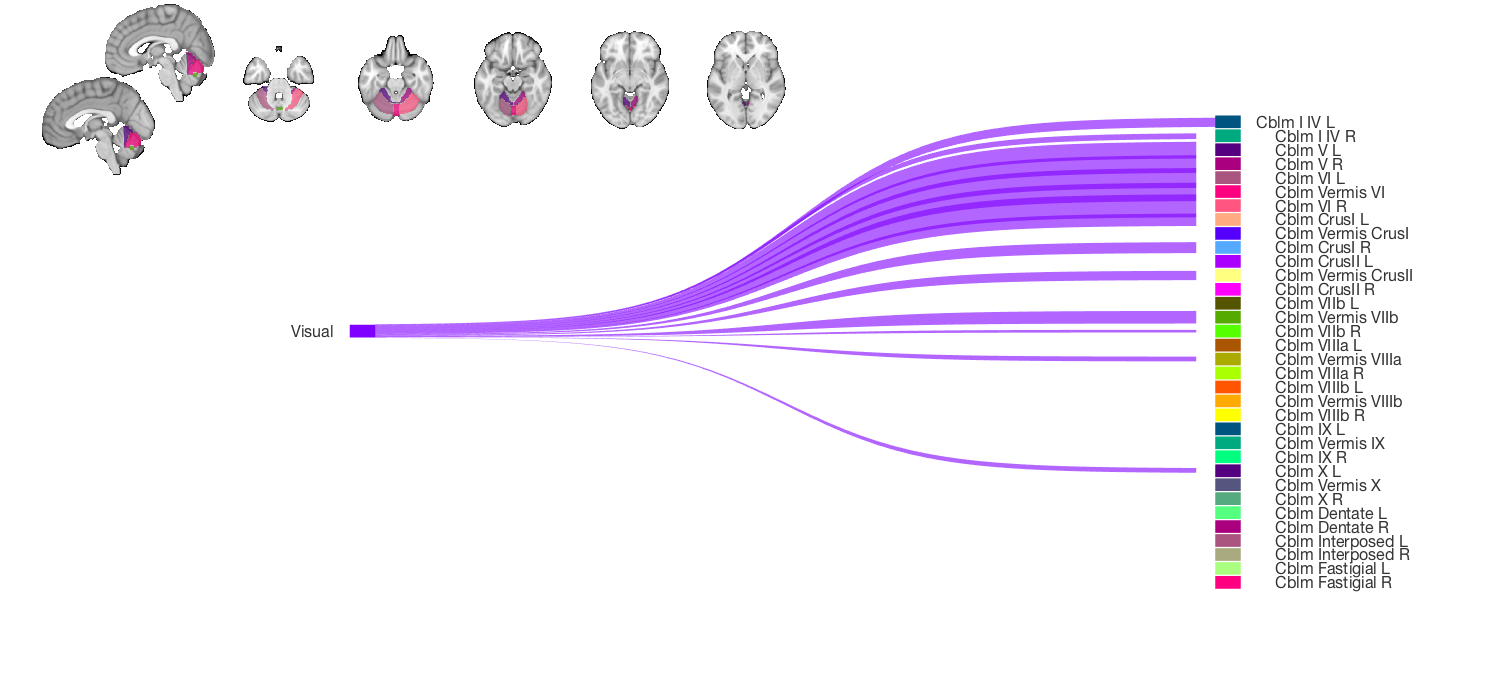 Visual
Cblm I IV L
Cblm I IV R
Cblm V L
Cblm V R
Cblm VI L
Cblm Vermis VI
Cblm VI R
Cblm CrusI L
Cblm Vermis CrusI
Cblm CrusI R
Cblm CrusII L
Cblm Vermis CrusII
Cblm CrusII R
Cblm VIIb L
Cblm Vermis VIIb
Cblm VIIb R
Cblm VIIIa L
Cblm Vermis VIIIa
Cblm VIIIa R
Cblm VIIIb L
Cblm Vermis VIIIb
Cblm VIIIb R
Cblm IX L
Cblm Vermis IX
Cblm IX R
Cblm X L
Cblm Vermis X
Cblm X R
Cblm Dentate L
Cblm Dentate R
Cblm Interposed L
Cblm Interposed R
Cblm Fastigial L
Cblm Fastigial R